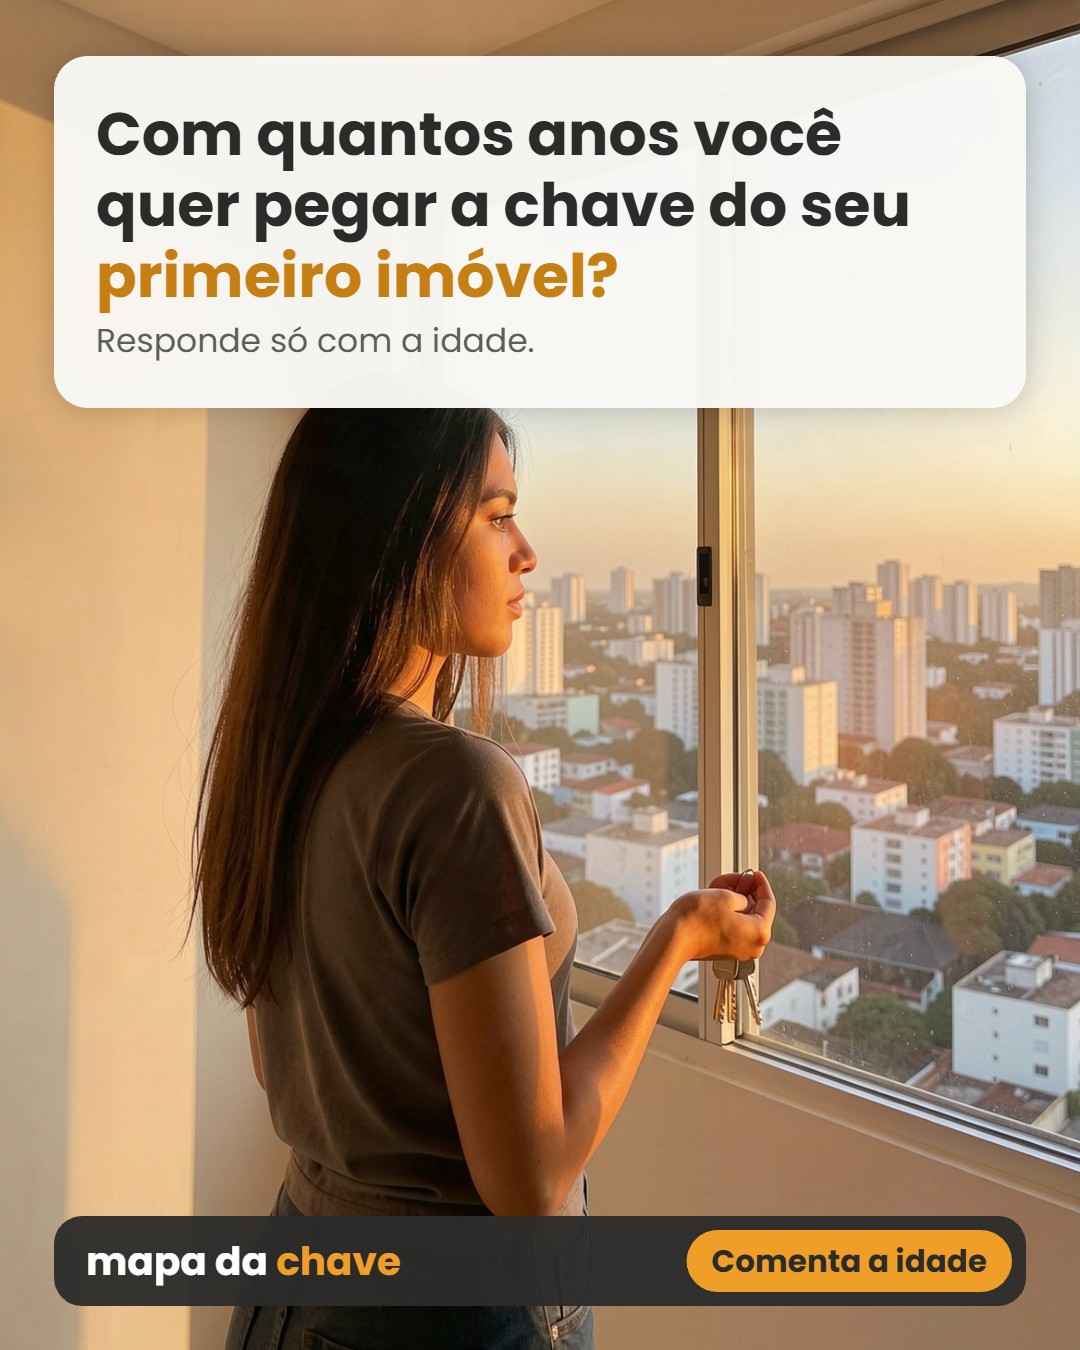 Com quantos anos você
quer pegar a chave do seu
primeiro imóvel?
Responde só com a idade.
mapa da chave
Comenta a idade